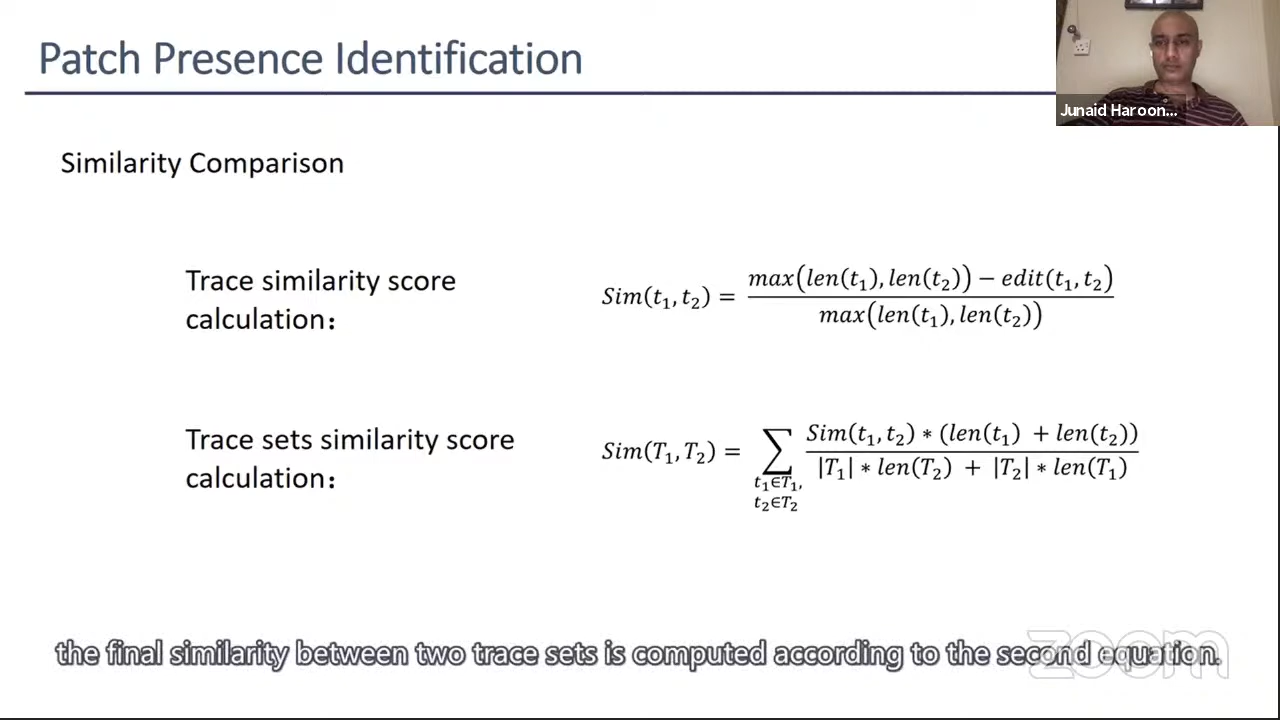 Patch Presence Identification
Junaid Haroon...
Similarity Comparison
Trace similarity score
calculation：
Sim(t₁, t₂) = (max(len(t₁), len(t₂)) − edit(t₁, t₂)) / (max(len(t₁), len(t₂)))
Trace sets similarity score
calculation：
Sim(T₁, T₂) = ∑ t₁∈T₁, t₂∈T₂ (Sim(t₁, t₂) ∗ (len(t₁) + len(t₂))) / (|T₁| ∗ len(T₂) + |T₂| ∗ len(T₁))
the final similarity between two trace sets is computed according to the second equation.
zoom